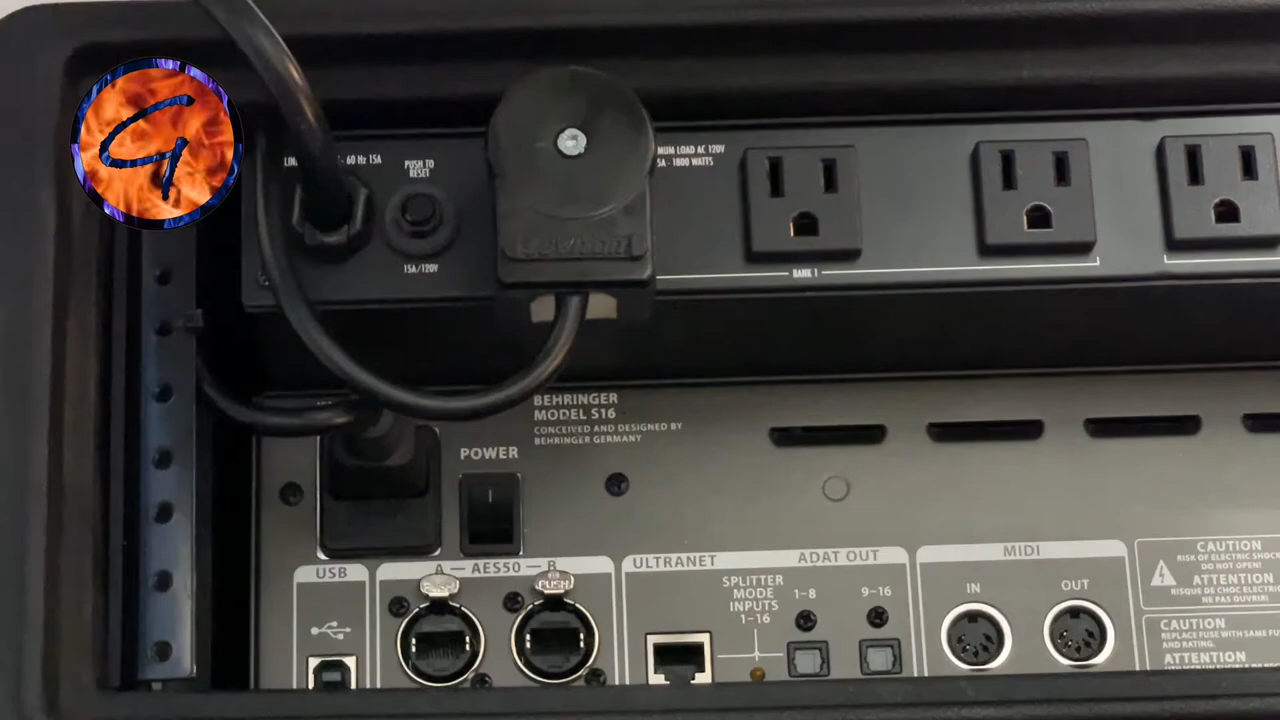 G
- 60 Hz 15A
PUSH TO
RESET
15A/120V
MUM LOAD AC 120V
5A - 1800 WATTS
BANK 1
BEHRINGER
MODEL S16
CONCEIVED AND DESIGNED BY
BEHRINGER GERMANY
POWER
USB
A — AES50 — B
PUSH
ULTRANET
SPLITTER
MODE
INPUTS
1-16
ADAT OUT
1-8
9-16
MIDI
IN
OUT
CAUTION
RISK OF ELECTRIC SHOCK
DO NOT OPEN!
ATTENTION
RISQUE DE CHOC ELECTRIC
NE PAS OUVRIR!
CAUTION
REPLACE FUSE WITH SAME FU
AND RATING.
ATTENTION